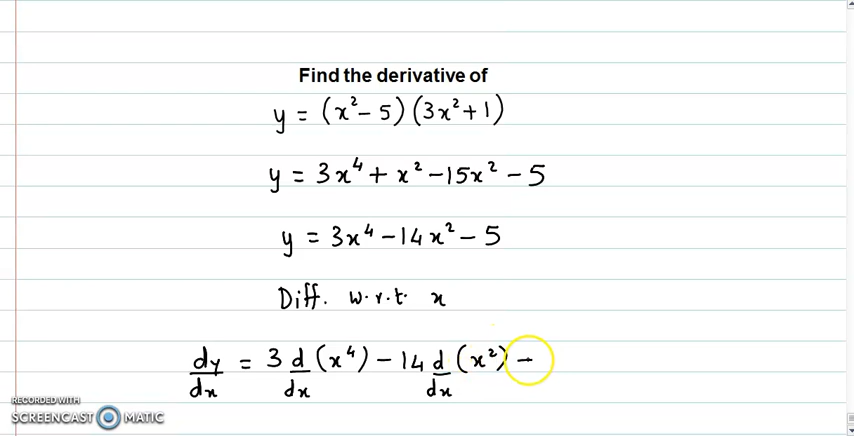 Find the derivative of
y = (x² - 5) (3x² + 1)
y = 3x⁴ + x² - 15x² - 5
y = 3x⁴ - 14x² - 5
Diff. w.r.t. x
dy/dx = 3 d/dx (x⁴) - 14 d/dx (x²) -
RECORDED WITH
SCREENCAST O MATIC